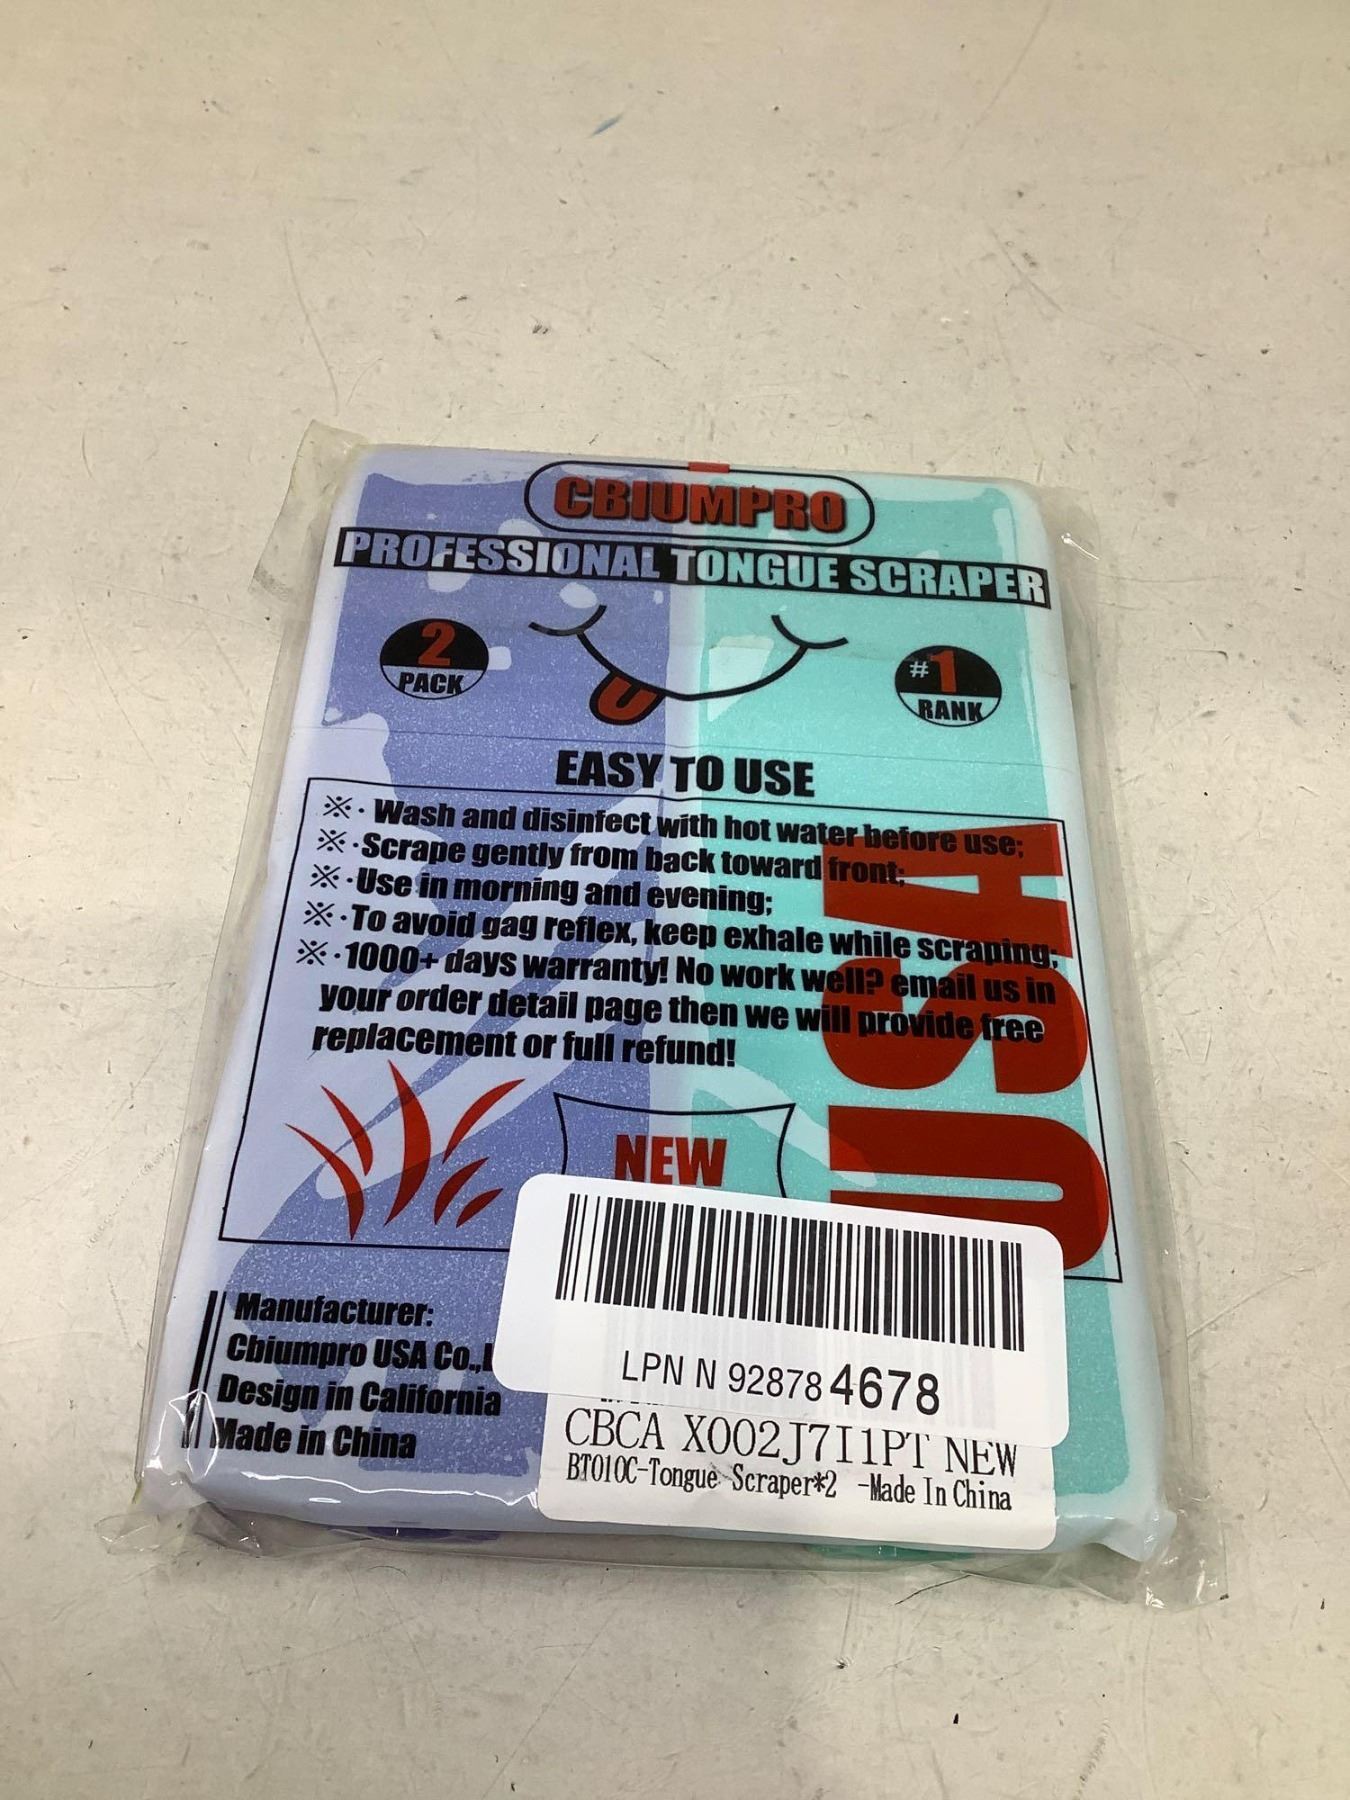 CBIUMPRO
PROFESSIONAL TONGUE SCRAPER
2
PACK
#1
RANK
EASY TO USE
※·Wash and disinfect with hot water before use;
※·Scrape gently from back toward front;
※·Use in morning and evening;
※·To avoid gag reflex, keep exhale while scraping;
※·1000+ days warranty! No work well? email us in
your order detail page then we will provide free
replacement or full refund!
USA
NEW
Manufacturer:
Cbiumpro USA Co.,
Design in California
Made in China
LPN N 92878 4678
CBCA X002J7I1PT NEW
BT010C-Tongue Scraper*2 -Made In China